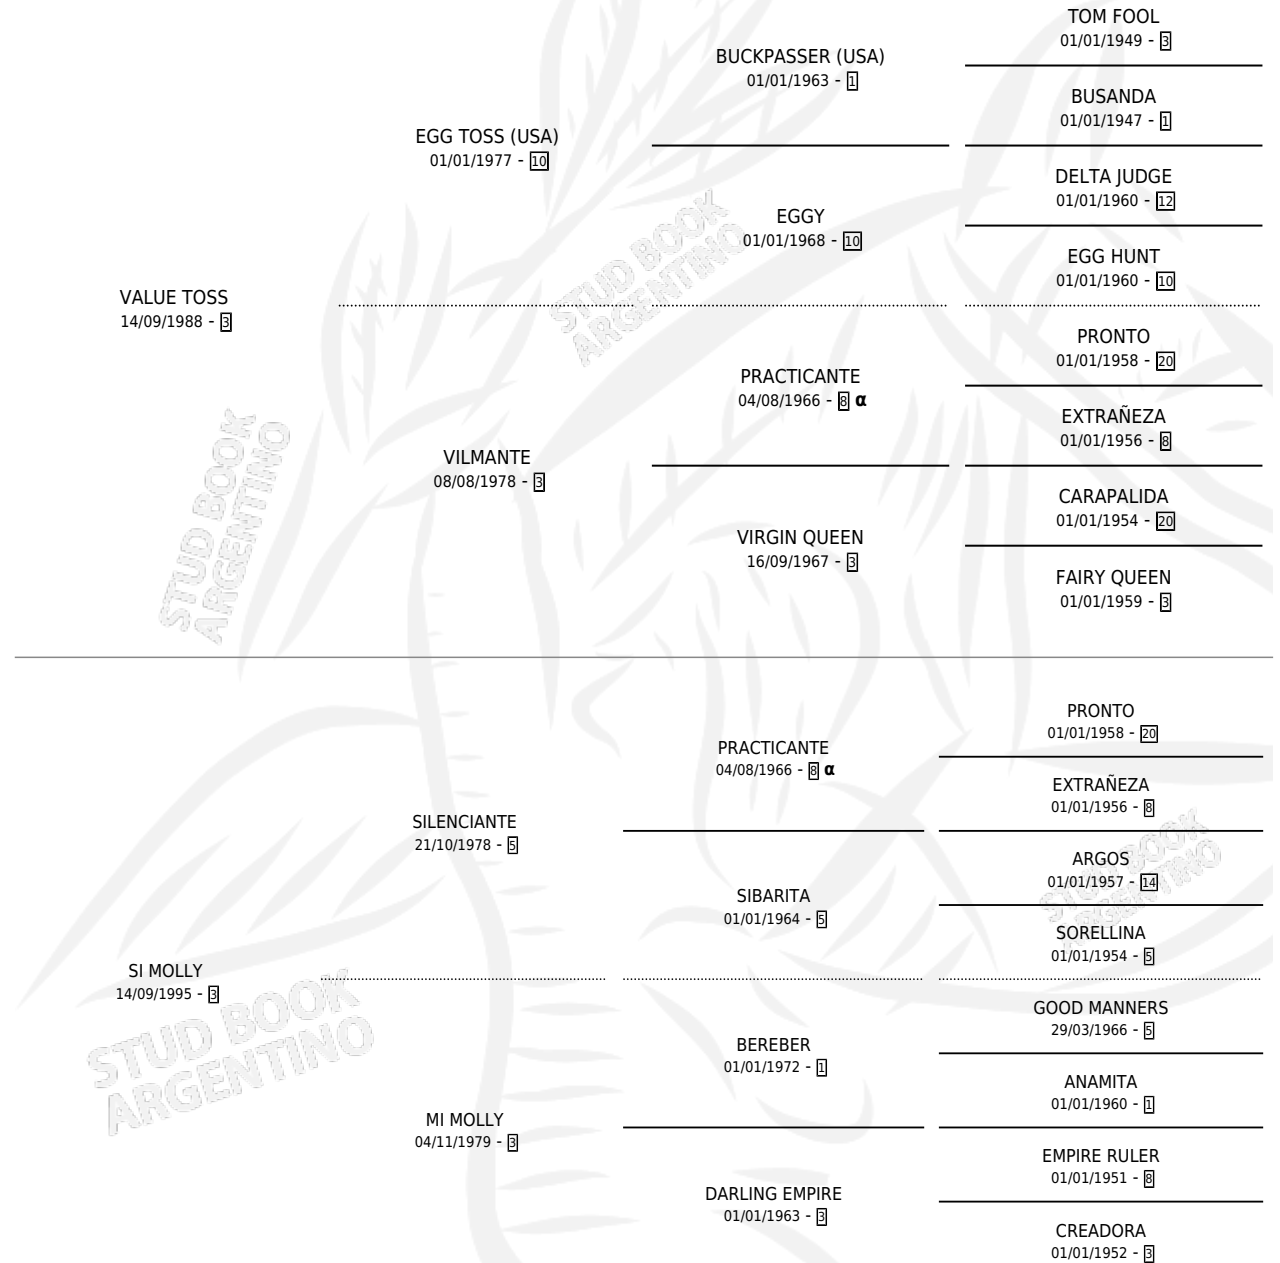 TOM FOOL
01/01/1949 - 3
BUCKPASSER (USA)
01/01/1963 - 1
BUSANDA
01/01/1947 - 1
EGG TOSS (USA)
01/01/1977 - 10
DELTA JUDGE
01/01/1960 - 12
EGGY
01/01/1968 - 10
EGG HUNT
01/01/1960 - 10
VALUE TOSS
14/09/1988 - 3
PRONTO
01/01/1958 - 20
PRACTICANTE
04/08/1966 - 8 α
EXTRAÑEZA
01/01/1956 - 8
VILMANTE
08/08/1978 - 3
CARAPALIDA
01/01/1954 - 20
VIRGIN QUEEN
16/09/1967 - 3
FAIRY QUEEN
01/01/1959 - 3
STUD BOOK
ARGENTINO
STUD BOOK
ARGENTINO
PRONTO
01/01/1958 - 20
PRACTICANTE
04/08/1966 - 8 α
EXTRAÑEZA
01/01/1956 - 8
SILENCIANTE
21/10/1978 - 5
ARGOS
01/01/1957 - 14
SIBARITA
01/01/1964 - 5
SORELLINA
01/01/1954 - 5
SI MOLLY
14/09/1995 - 3
GOOD MANNERS
29/03/1966 - 5
BEREBER
01/01/1972 - 1
ANAMITA
01/01/1960 - 1
MI MOLLY
04/11/1979 - 3
EMPIRE RULER
01/01/1951 - 8
DARLING EMPIRE
01/01/1963 - 3
CREADORA
01/01/1952 - 3
STUD BOOK
ARGENTINO
STUD BOOK
ARGENTINO